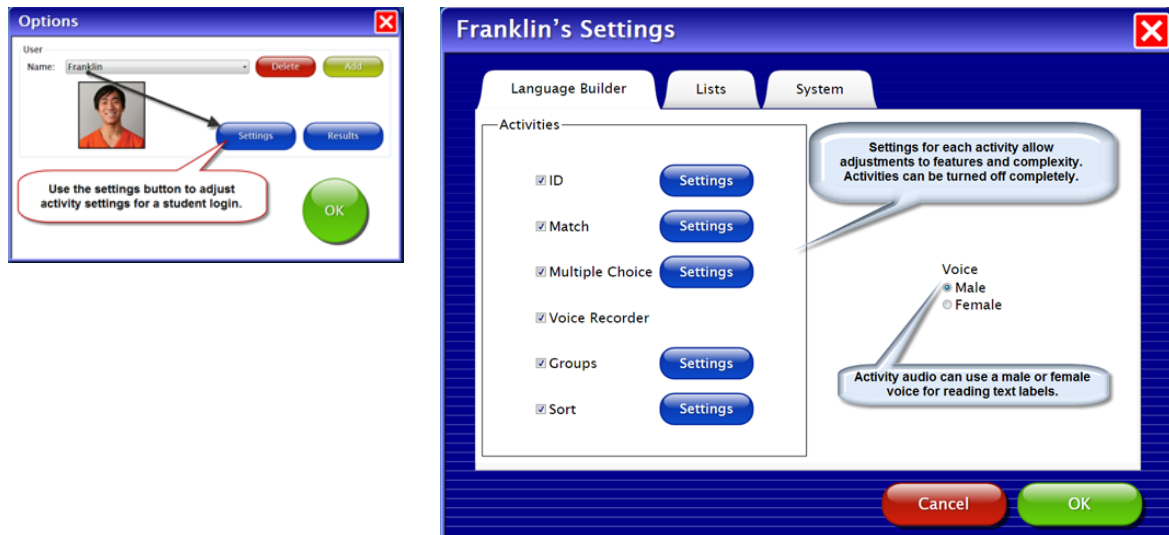 Options
User
Name: Franklin Delete Add
Settings Results
Use the settings button to adjust
activity settings for a student login.
OK
Franklin's Settings
Language Builder Lists System
Activities
ID Settings
Match Settings
Multiple Choice Settings
Voice Recorder
Groups Settings
Sort Settings
Settings for each activity allow
adjustments to features and complexity.
Activities can be turned off completely.
Voice
Male
Female
Activity audio can use a male or female
voice for reading text labels.
Cancel OK